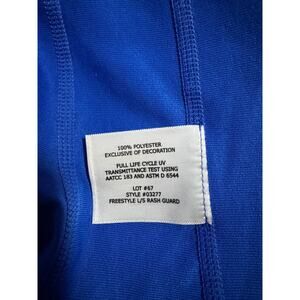 100% POLYESTER
EXCLUSIVE OF DECORATION
FULL LIFE CYCLE UV
TRANSMITTANCE TEST USING
AATCC 183 AND ASTM D 6544
LOT #67
STYLE #03277
FREESTYLE L/S RASH GUARD